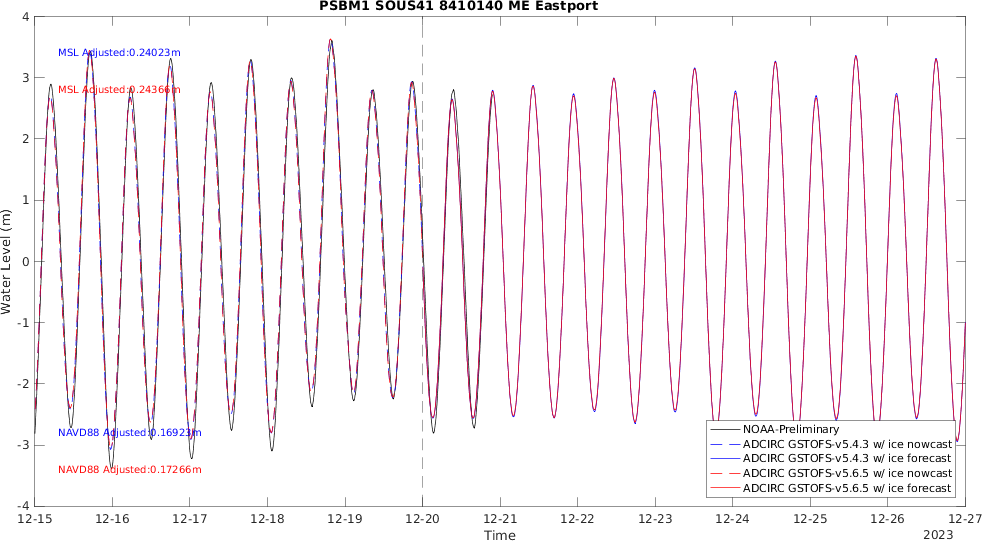 PSBM1 SOUS41 8410140 ME Eastport
4
3
2
1
0
-1
-2
-3
-4
Water Level (m)
MSL Adjusted:0.24023m
MSL Adjusted:0.24366m
NAVD88 Adjusted:0.16923m
NAVD88 Adjusted:0.17266m
NOAA-Preliminary
ADCIRC GSTOFS-v5.4.3 w/ ice nowcast
ADCIRC GSTOFS-v5.4.3 w/ ice forecast
ADCIRC GSTOFS-v5.6.5 w/ ice nowcast
ADCIRC GSTOFS-v5.6.5 w/ ice forecast
12-15 12-16 12-17 12-18 12-19 12-20 12-21 12-22 12-23 12-24 12-25 12-26 12-27
Time
2023